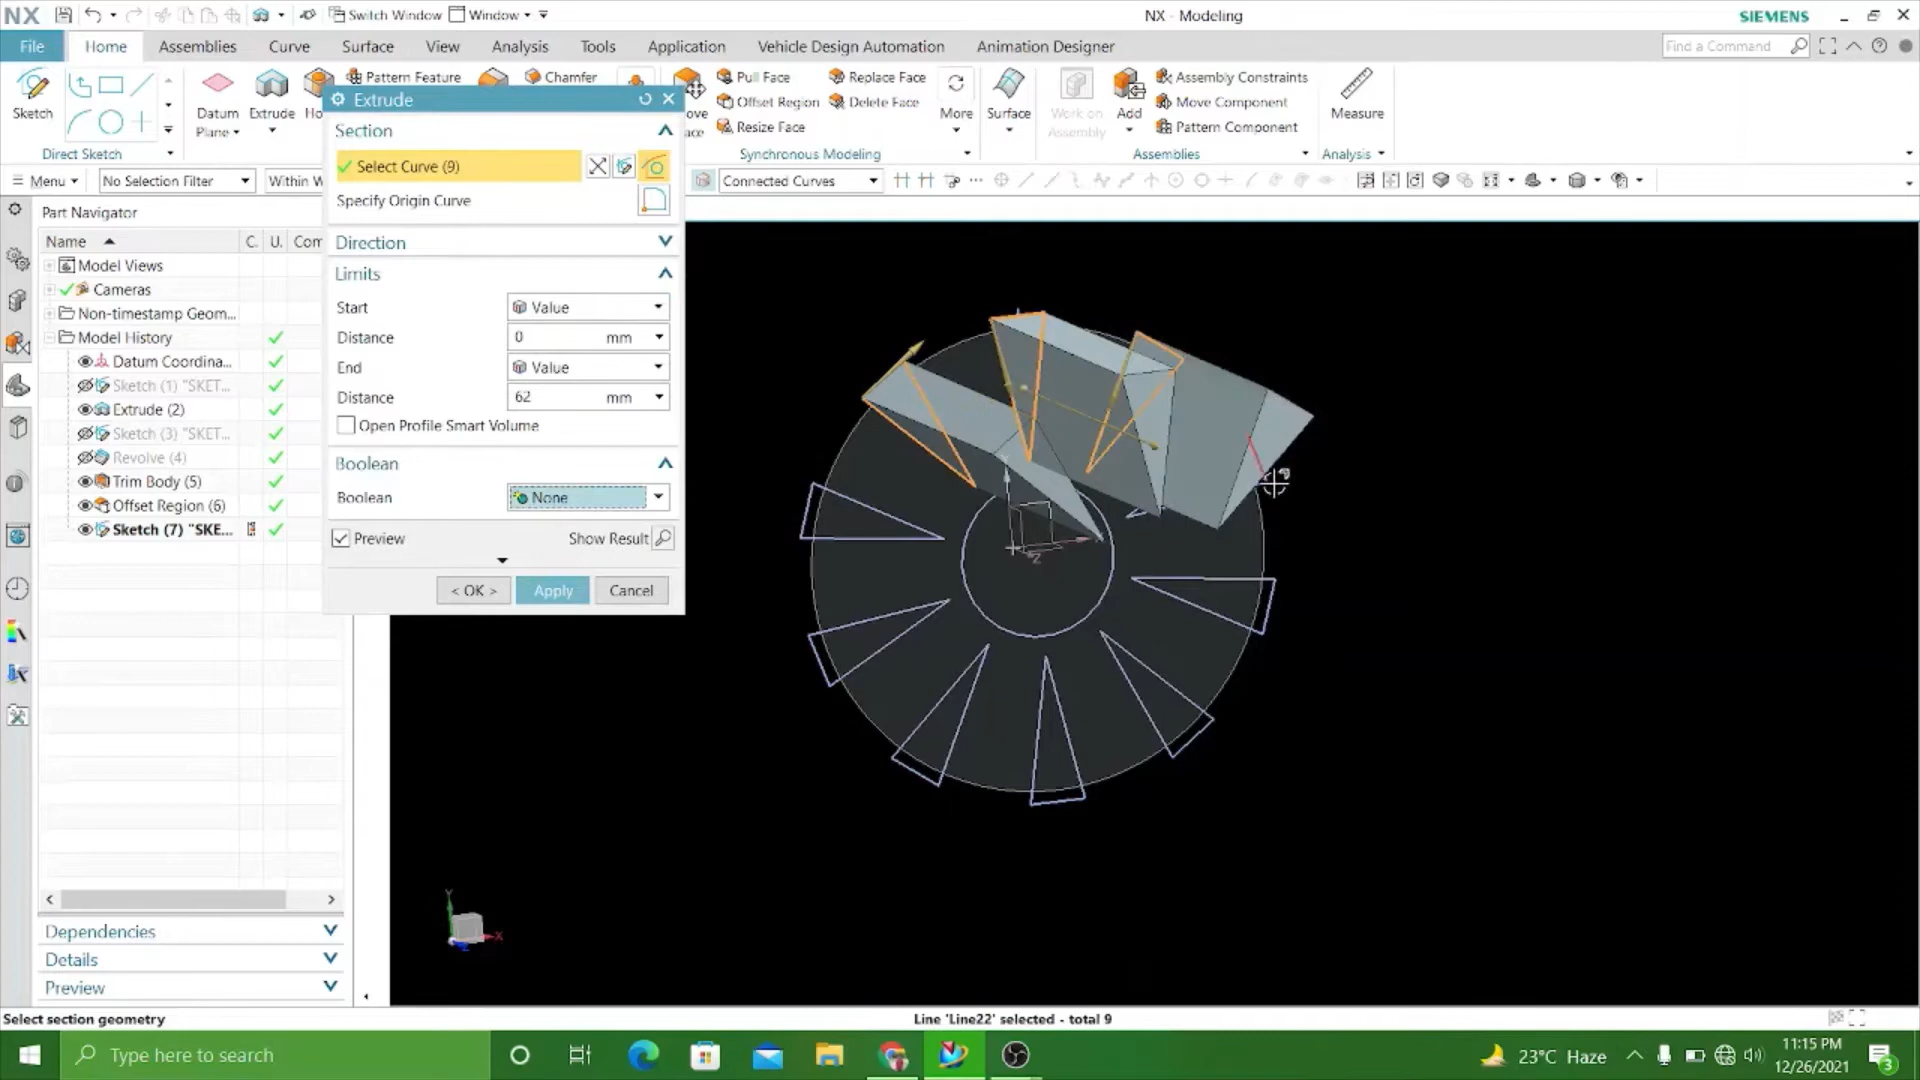 NX
Switch Window
Window
NX - Modeling
SIEMENS
File
Home
Assemblies
Curve
Surface
View
Analysis
Tools
Application
Vehicle Design Automation
Animation Designer
Find a Command
Sketch
Datum
Plane
Extrude
Ho
Pattern Feature
Chamfer
ove
ace
Pull Face
Offset Region
Resize Face
Replace Face
Delete Face
More
Surface
Work on
Assembly
Add
Assembly Constraints
Move Component
Pattern Component
Measure
Direct Sketch
Synchronous Modeling
Assemblies
Analysis
Menu
No Selection Filter
Within W
Connected Curves
Extrude
Section
Select Curve (9)
Specify Origin Curve
Direction
Limits
Start
Value
Distance
0 mm
End
Value
Distance
62 mm
Open Profile Smart Volume
Boolean
Boolean
None
Preview
Show Result
< OK >
Apply
Cancel
Part Navigator
Name
C. U. Com
Model Views
Cameras
Non-timestamp Geom...
Model History
Datum Coordina...
Sketch (1) "SKET...
Extrude (2)
Sketch (3) "SKET...
Revolve (4)
Trim Body (5)
Offset Region (6)
Sketch (7) "SKE...
Dependencies
Details
Preview
Z
Y
X
Select section geometry
Line 'Line22' selected - total 9
Type here to search
23°C Haze
11:15 PM
12/26/2021
3